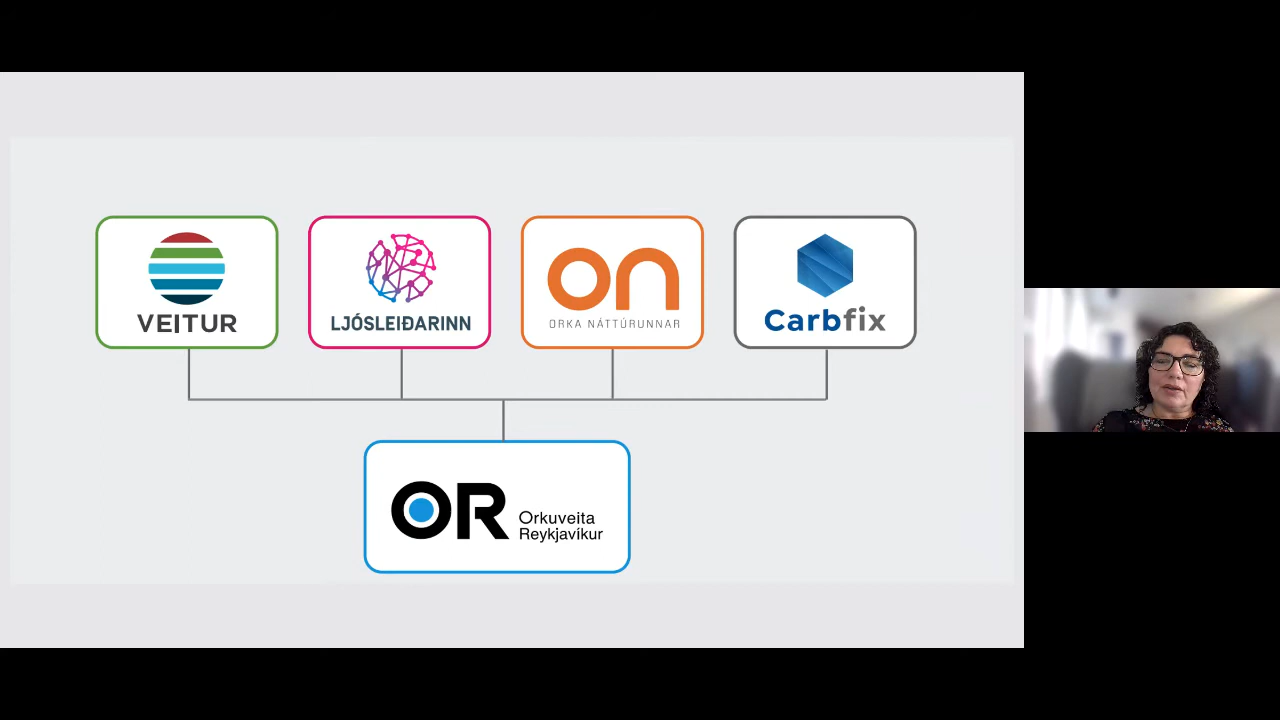 VEITUR
LJÓSLEIÐARINN
on
ORKA NÁTTÚRUNNAR
Carbfix
OR
Orkuveita
Reykjavíkur